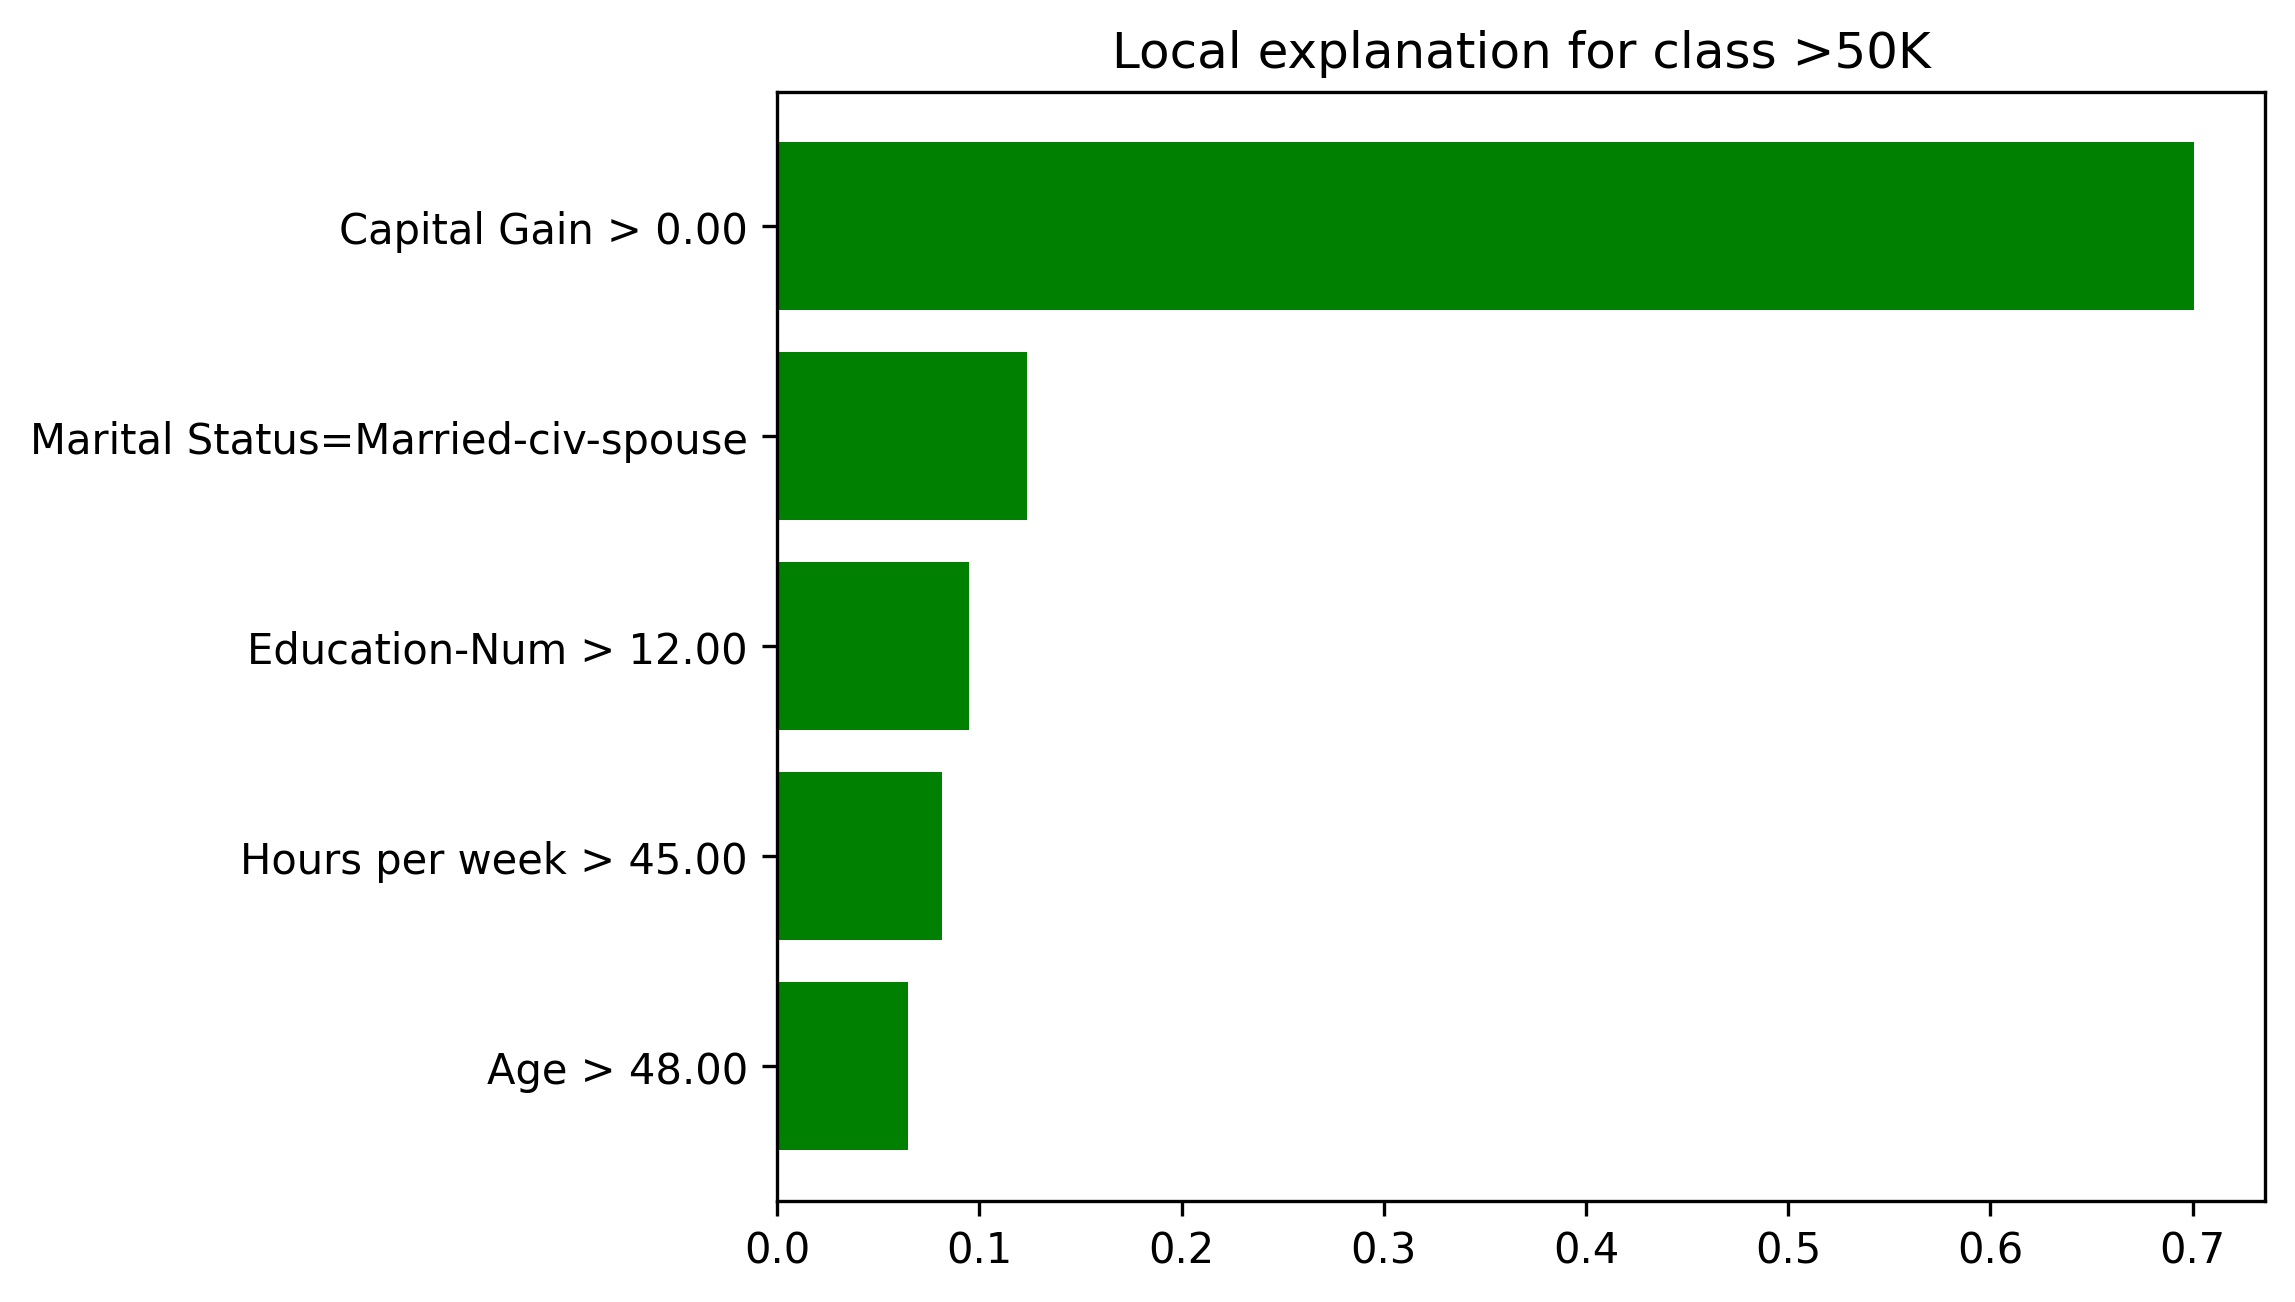 Local explanation for class >50K
Capital Gain > 0.00
Marital Status=Married-civ-spouse
Education-Num > 12.00
Hours per week > 45.00
Age > 48.00
0.0 0.1 0.2 0.3 0.4 0.5 0.6 0.7